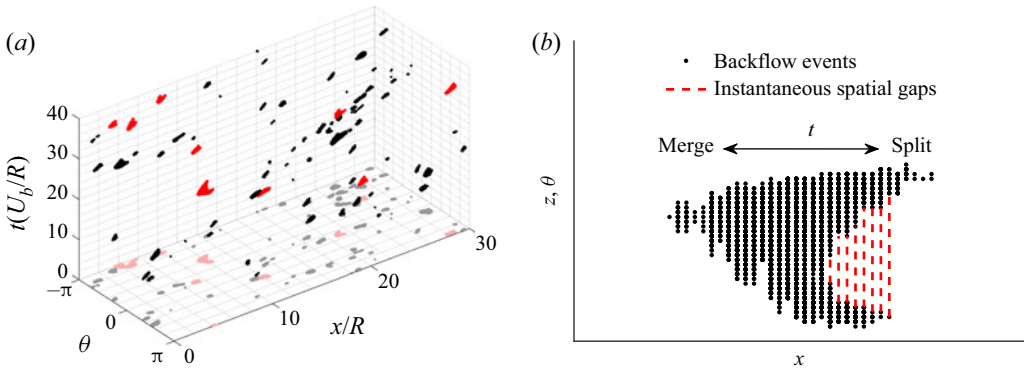 (a)
t(U_b/R)
40
30
20
10
0
−π
0
π
θ
0
10
20
30
x/R
(b)
Backflow events
Instantaneous spatial gaps
Merge t Split
z, θ
x